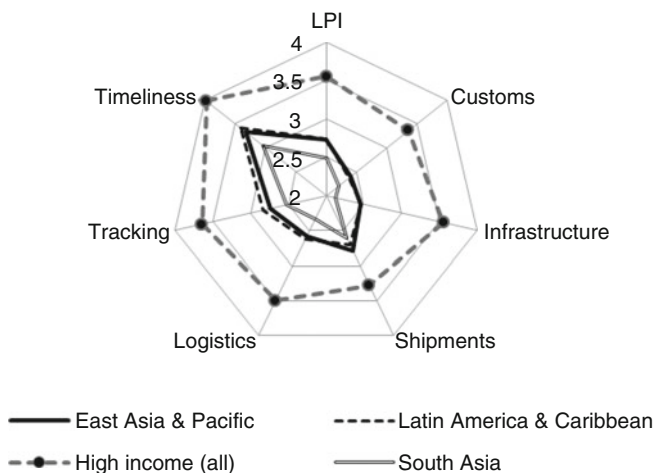 LPI
4
3.5
3
2.5
2
Customs
Infrastructure
Shipments
Logistics
Tracking
Timeliness
East Asia & Pacific
Latin America & Caribbean
High income (all)
South Asia